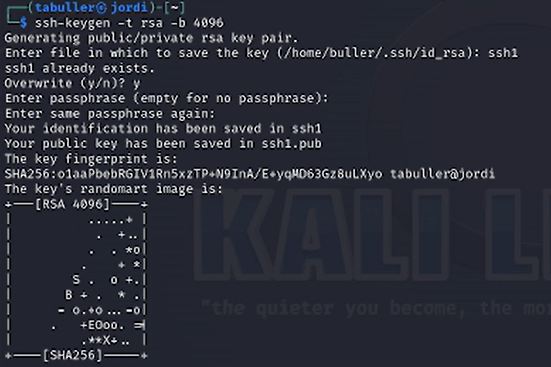 ┌──(tabuller㉿jordi)-[~]
└─$ ssh-keygen -t rsa -b 4096
Generating public/private rsa key pair.
Enter file in which to save the key (/home/buller/.ssh/id_rsa): ssh1
ssh1 already exists.
Overwrite (y/n)? y
Enter passphrase (empty for no passphrase):
Enter same passphrase again:
Your identification has been saved in ssh1
Your public key has been saved in ssh1.pub
The key fingerprint is:
SHA256:o1aaPbebRGIV1Rn5xzTP+N9InA/E+yqMD63Gz8uLXyo tabuller@jordi
The key's randomart image is:
+---[RSA 4096]----+
|          .....+ |
|           .  +..|
|          .  . *o|
|         .    + *|
|        S .  o +.|
|       B + .  * .|
|      - o.+o ...-o|
|     .   +EOoo. =|
|         .**X+.. |
+----[SHA256]-----+
KALI LI
"the quieter you become, the mo